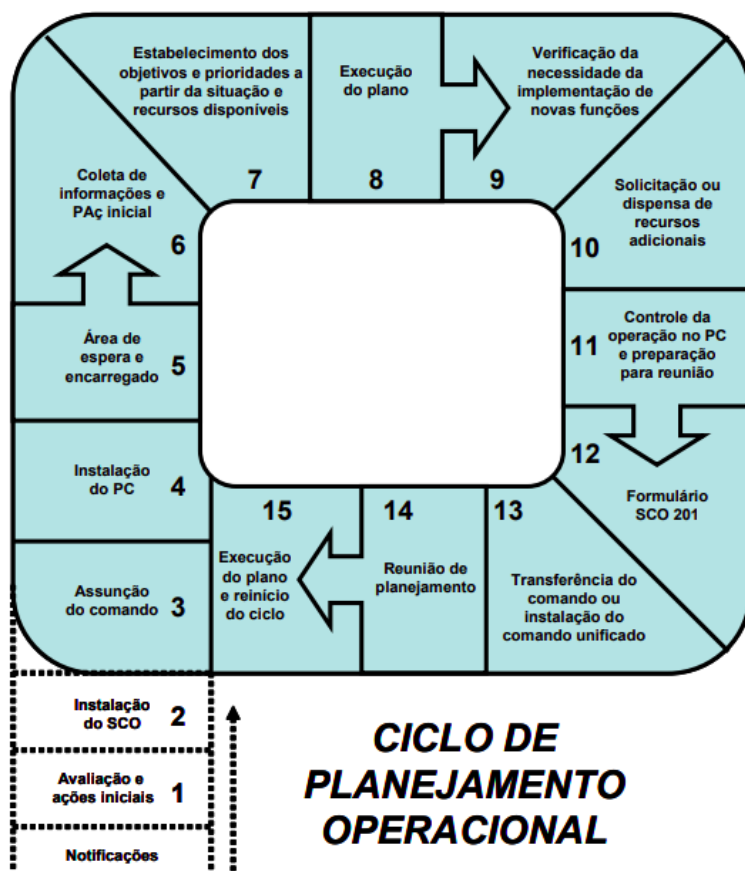 Notificações
Avaliação e
ações iniciais
1
Instalação
do SCO
2
Assunção
do comando
3
Instalação
do PC
4
Área de
espera e
encarregado
5
Coleta de
informações e
PAç inicial
6
Estabelecimento dos
objetivos e prioridades a
partir da situação e
recursos disponíveis
7
Execução
do plano
8
Verificação da
necessidade da
implementação de
novas funções
9
Solicitação ou
dispensa de
recursos
adicionais
10
Controle da
operação no PC
e preparação
para reunião
11
12
Formulário
SCO 201
13
Transferência do
comando ou
instalação do
comando unificado
14
Reunião de
planejamento
15
Execução
do plano
e reinício
do ciclo
CICLO DE
PLANEJAMENTO
OPERACIONAL